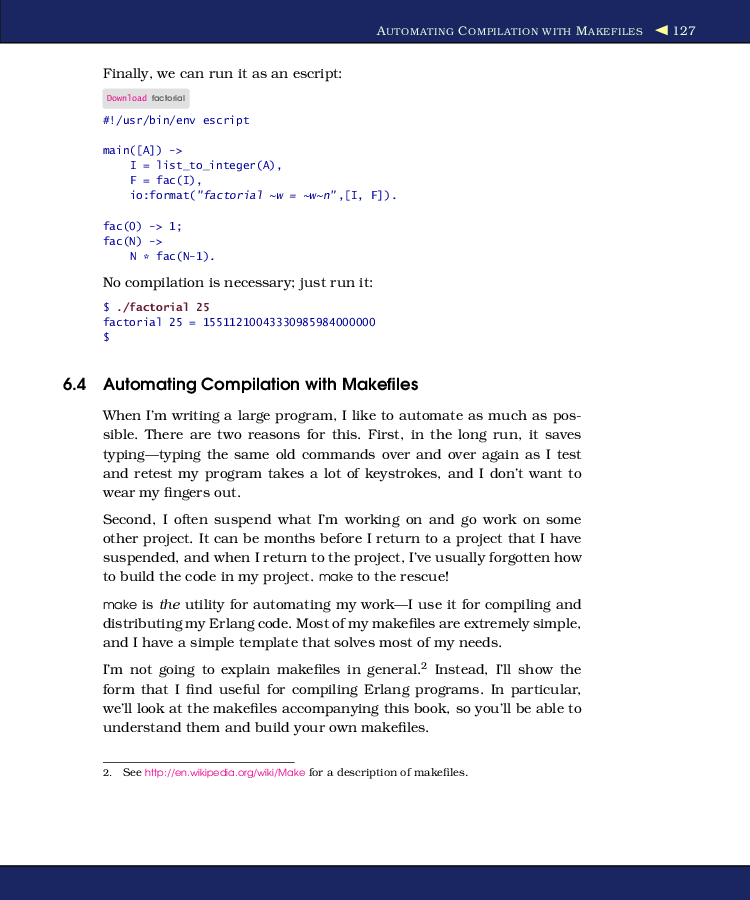 AUTOMATING COMPILATION WITH MAKEFILES ◀ 127
Finally, we can run it as an escript:
Download factorial
#!/usr/bin/env escript
main([A]) ->
    I = list_to_integer(A),
    F = fac(I),
    io:format("factorial ~w = ~w~n",[I, F]).
fac(0) -> 1;
fac(N) ->
    N * fac(N-1).
No compilation is necessary; just run it:
$ ./factorial 25
factorial 25 = 15511210043330985984000000
$
6.4 Automating Compilation with Makefiles
When I'm writing a large program, I like to automate as much as pos-
sible. There are two reasons for this. First, in the long run, it saves
typing—typing the same old commands over and over again as I test
and retest my program takes a lot of keystrokes, and I don't want to
wear my fingers out.
Second, I often suspend what I'm working on and go work on some
other project. It can be months before I return to a project that I have
suspended, and when I return to the project, I've usually forgotten how
to build the code in my project. make to the rescue!
make is the utility for automating my work—I use it for compiling and
distributing my Erlang code. Most of my makefiles are extremely simple,
and I have a simple template that solves most of my needs.
I'm not going to explain makefiles in general.2 Instead, I'll show the
form that I find useful for compiling Erlang programs. In particular,
we'll look at the makefiles accompanying this book, so you'll be able to
understand them and build your own makefiles.
2. See http://en.wikipedia.org/wiki/Make for a description of makefiles.